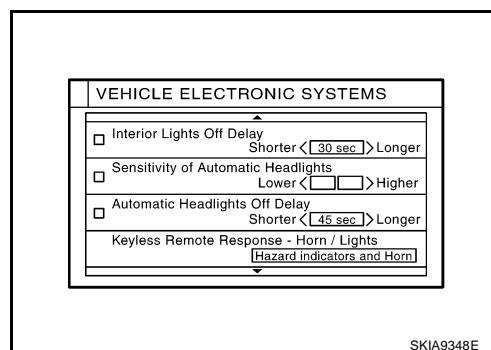 VEHICLE ELECTRONIC SYSTEMS
Interior Lights Off Delay
Shorter < 30 sec > Longer
Sensitivity of Automatic Headlights
Lower < > Higher
Automatic Headlights Off Delay
Shorter < 45 sec > Longer
Keyless Remote Response - Horn / Lights
Hazard indicators and Horn
SKIA9348E